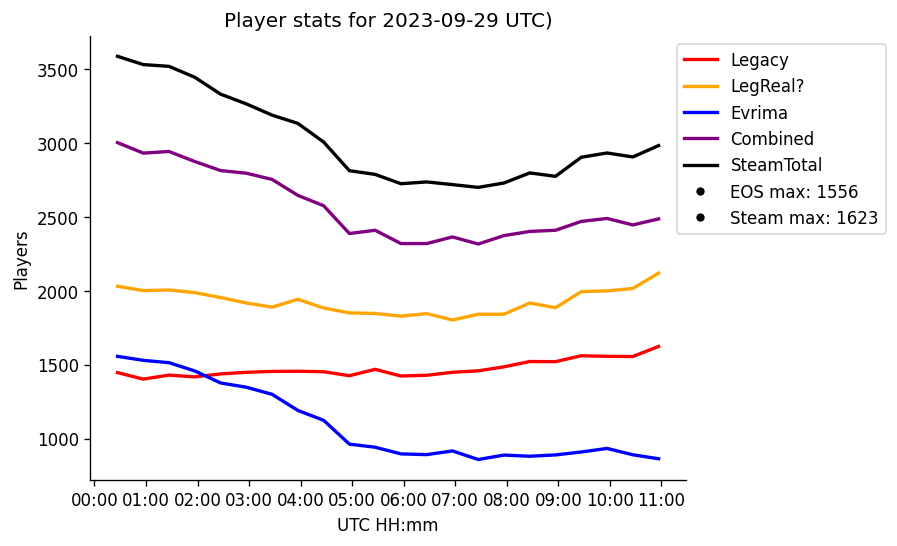 Player stats for 2023-09-29 UTC)
Players
3500
3000
2500
2000
1500
1000
00:00 01:00 02:00 03:00 04:00 05:00 06:00 07:00 08:00 09:00 10:00 11:00
UTC HH:mm
Legacy
LegReal?
Evrima
Combined
SteamTotal
EOS max: 1556
Steam max: 1623